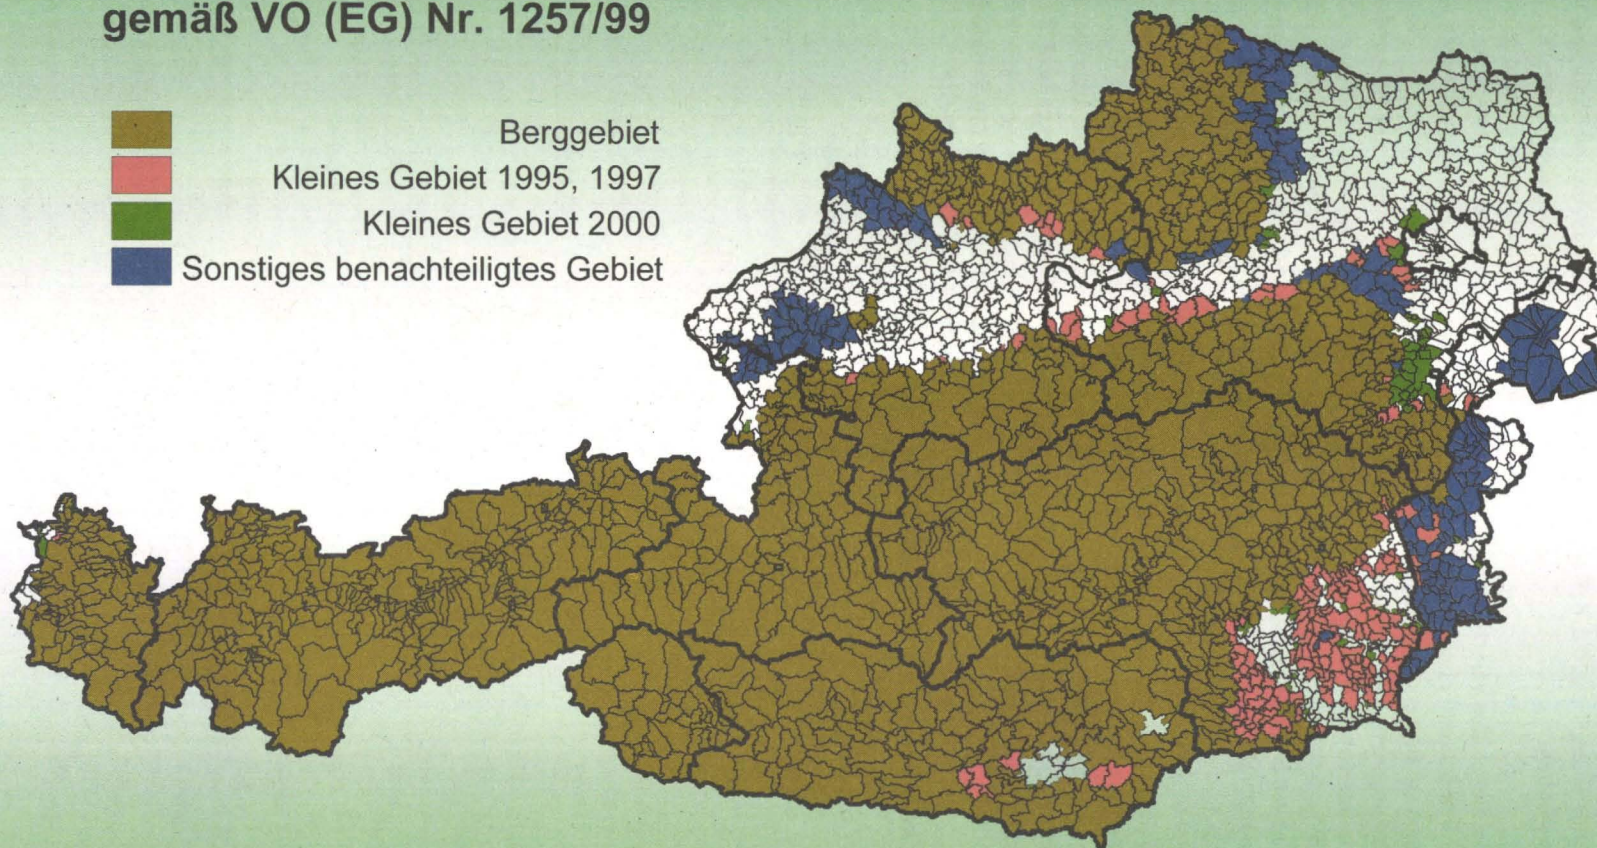 gemäß VO (EG) Nr. 1257/99
Berggebiet
Kleines Gebiet 1995, 1997
Kleines Gebiet 2000
Sonstiges benachteiligtes Gebiet